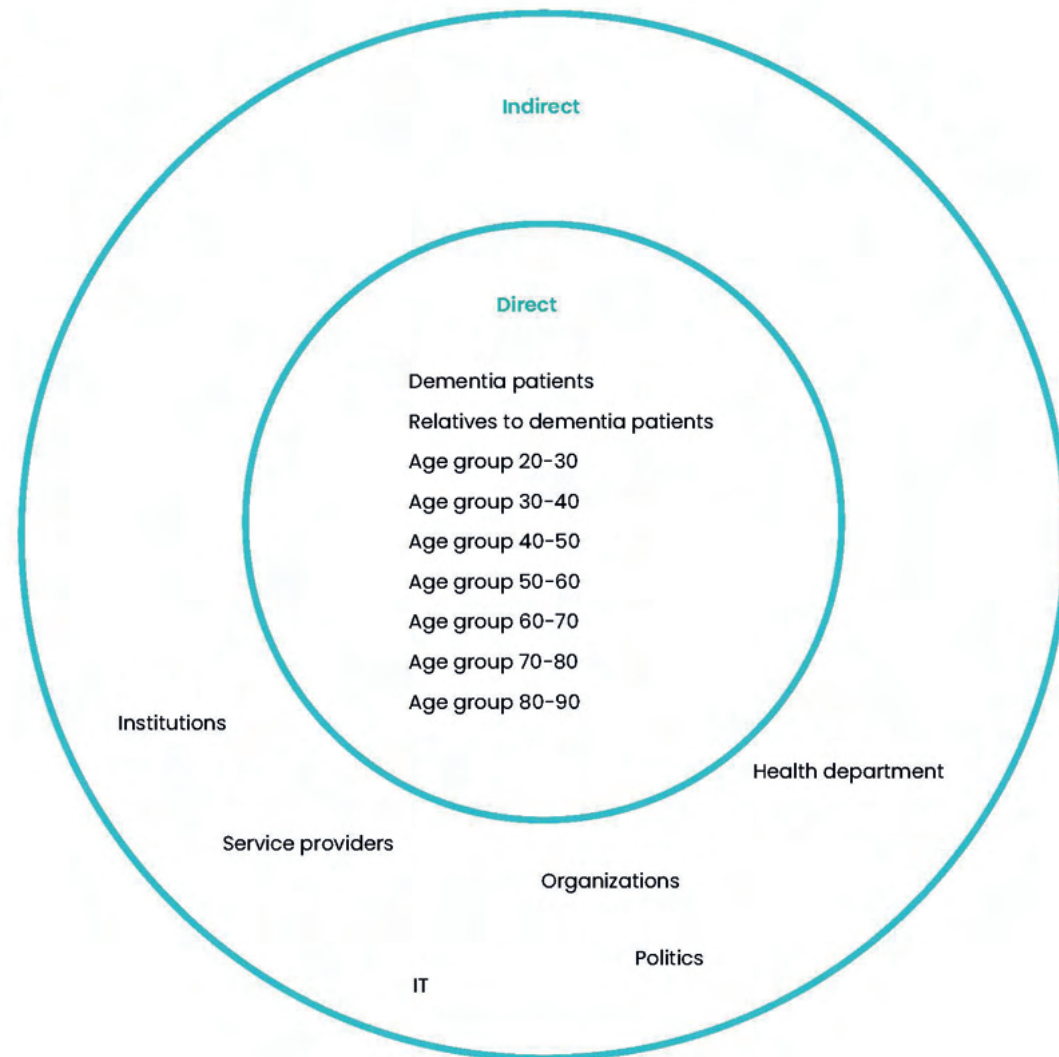 Indirect
Direct
Dementia patients
Relatives to dementia patients
Age group 20-30
Age group 30-40
Age group 40-50
Age group 50-60
Age group 60-70
Age group 70-80
Age group 80-90
Institutions
Health department
Service providers
Organizations
Politics
IT